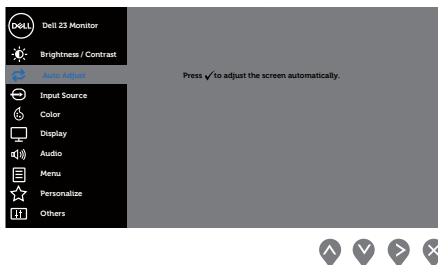 DELL
Dell 23 Monitor
Brightness / Contrast
Auto Adjust
Press ✓ to adjust the screen automatically.
Input Source
Color
Display
Audio
Menu
Personalize
Others